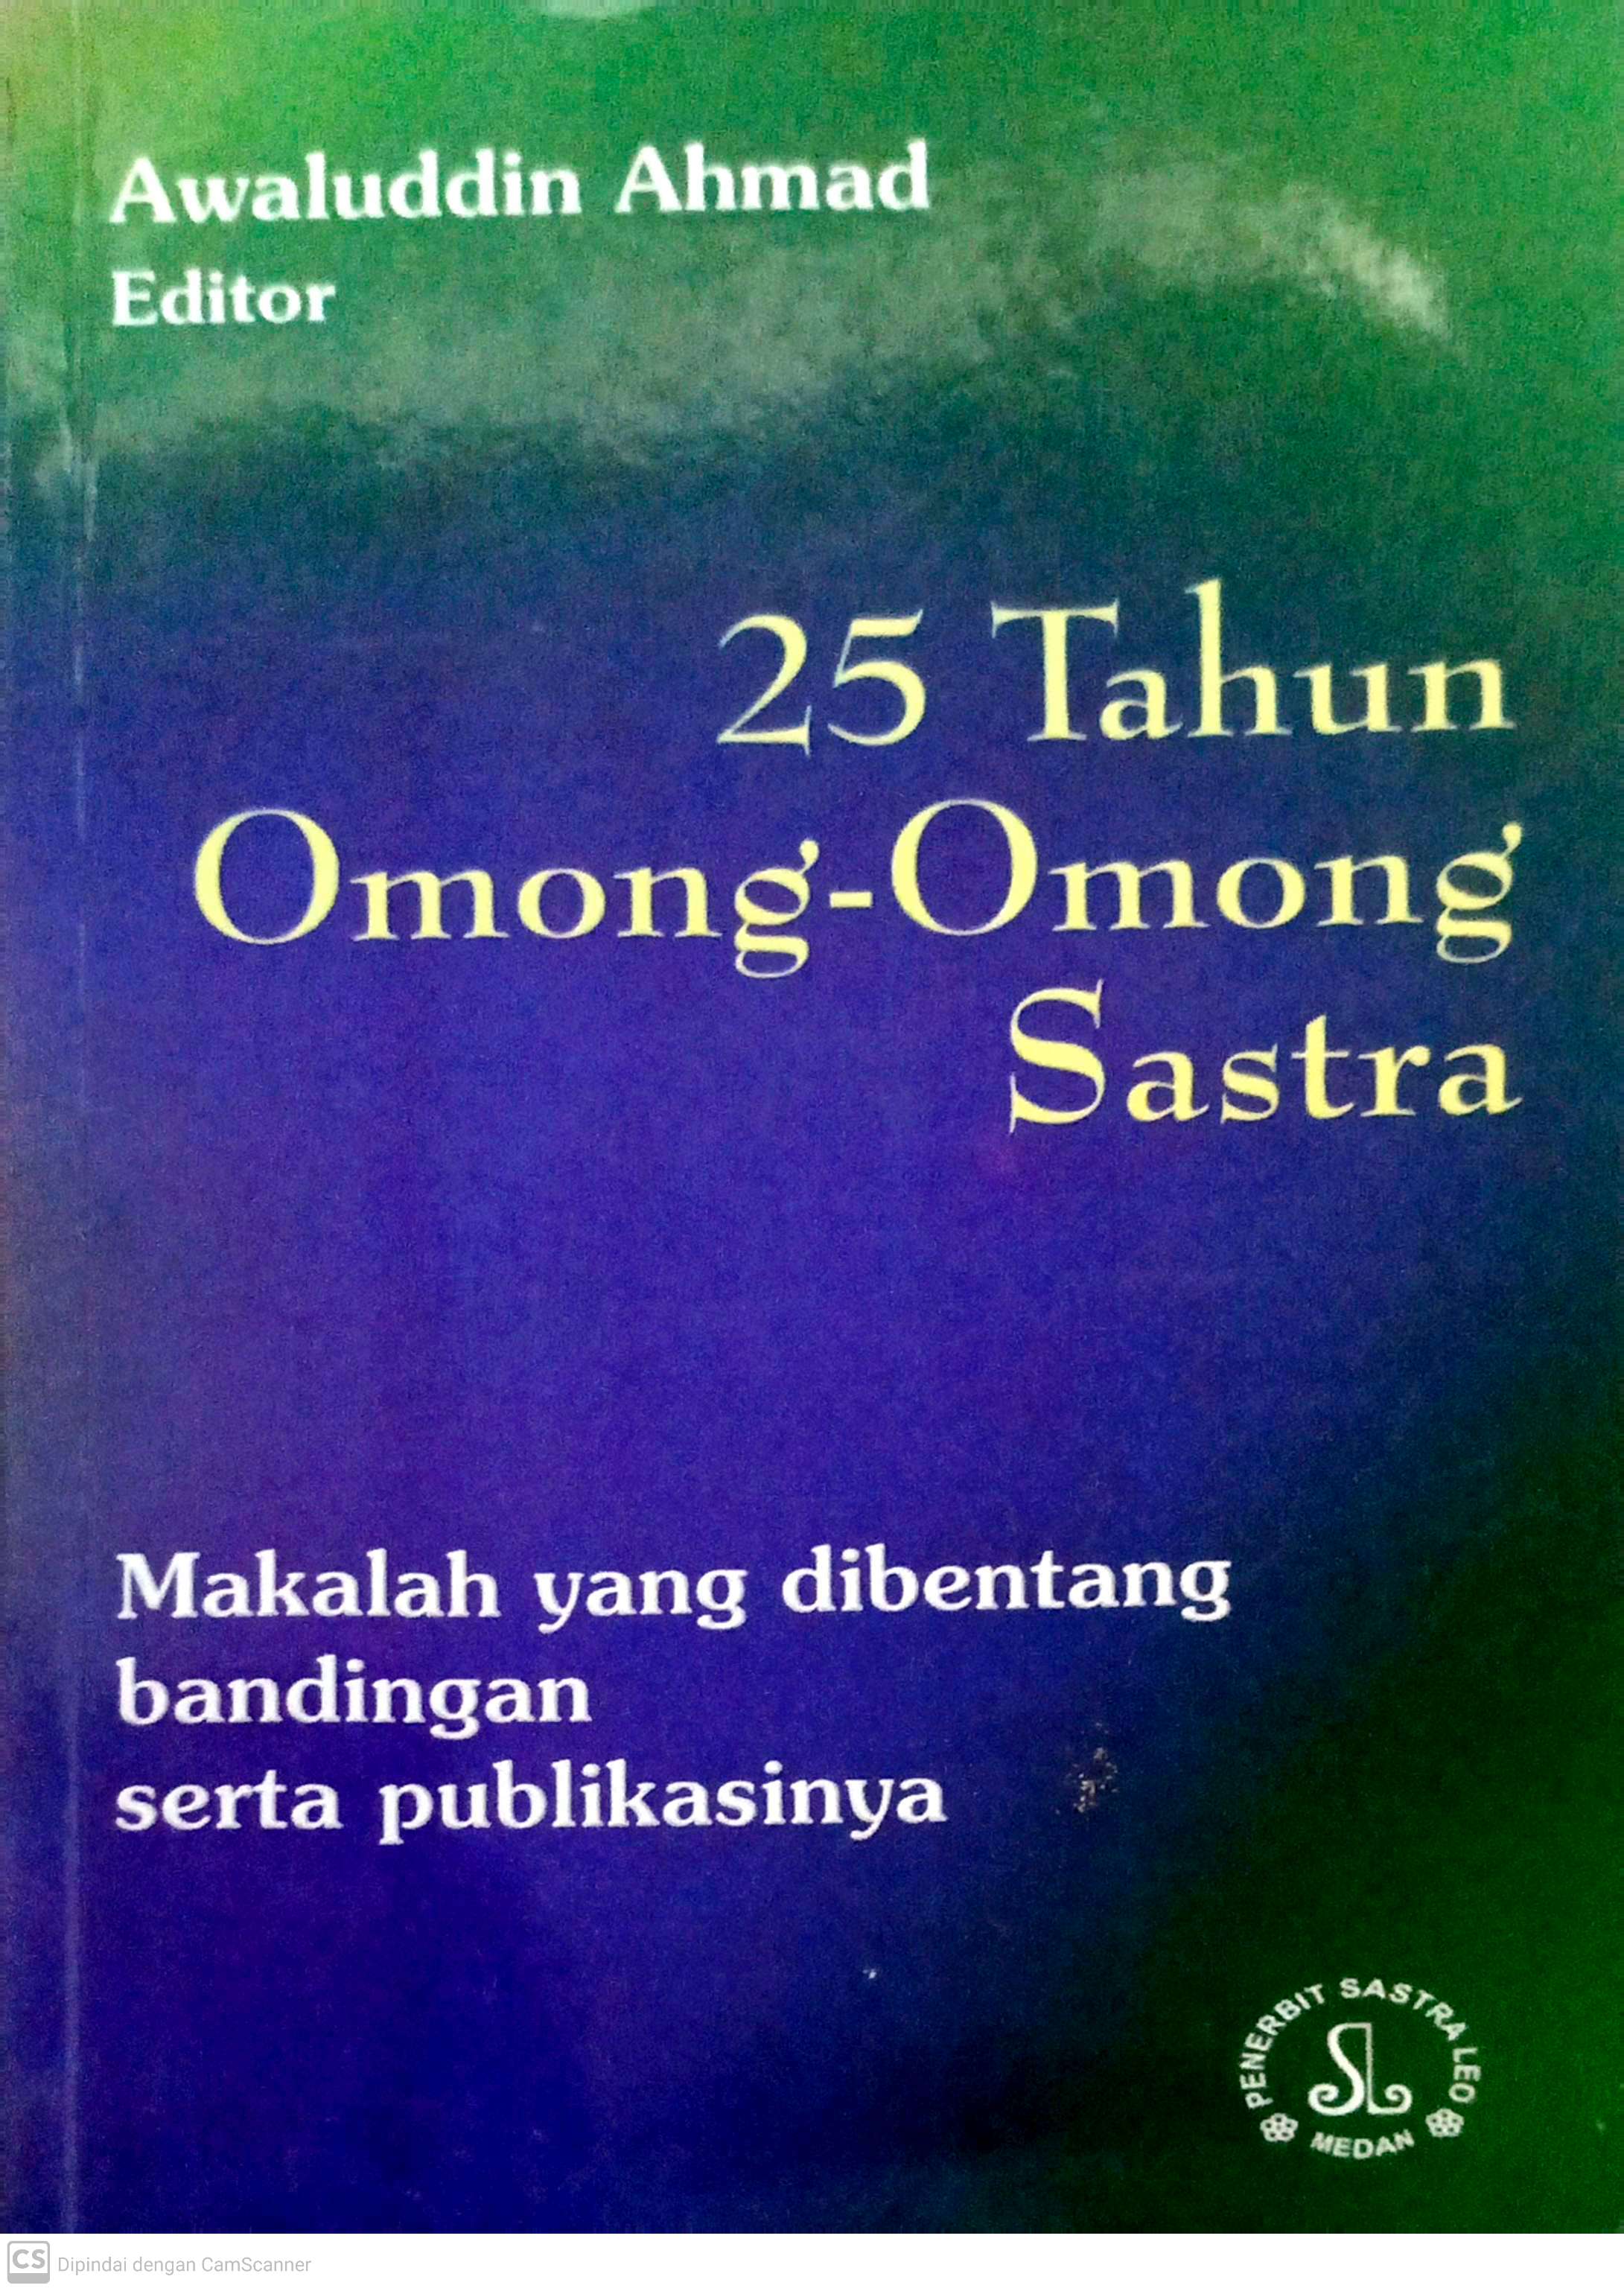 Awaluddin Ahmad
Editor
25 Tahun
Omong-Omong
Sastra
Makalah yang dibentang
bandingan
serta publikasinya
PENERBIT SASTRA LEO
SL
MEDAN
CS Dipindai dengan CamScanner